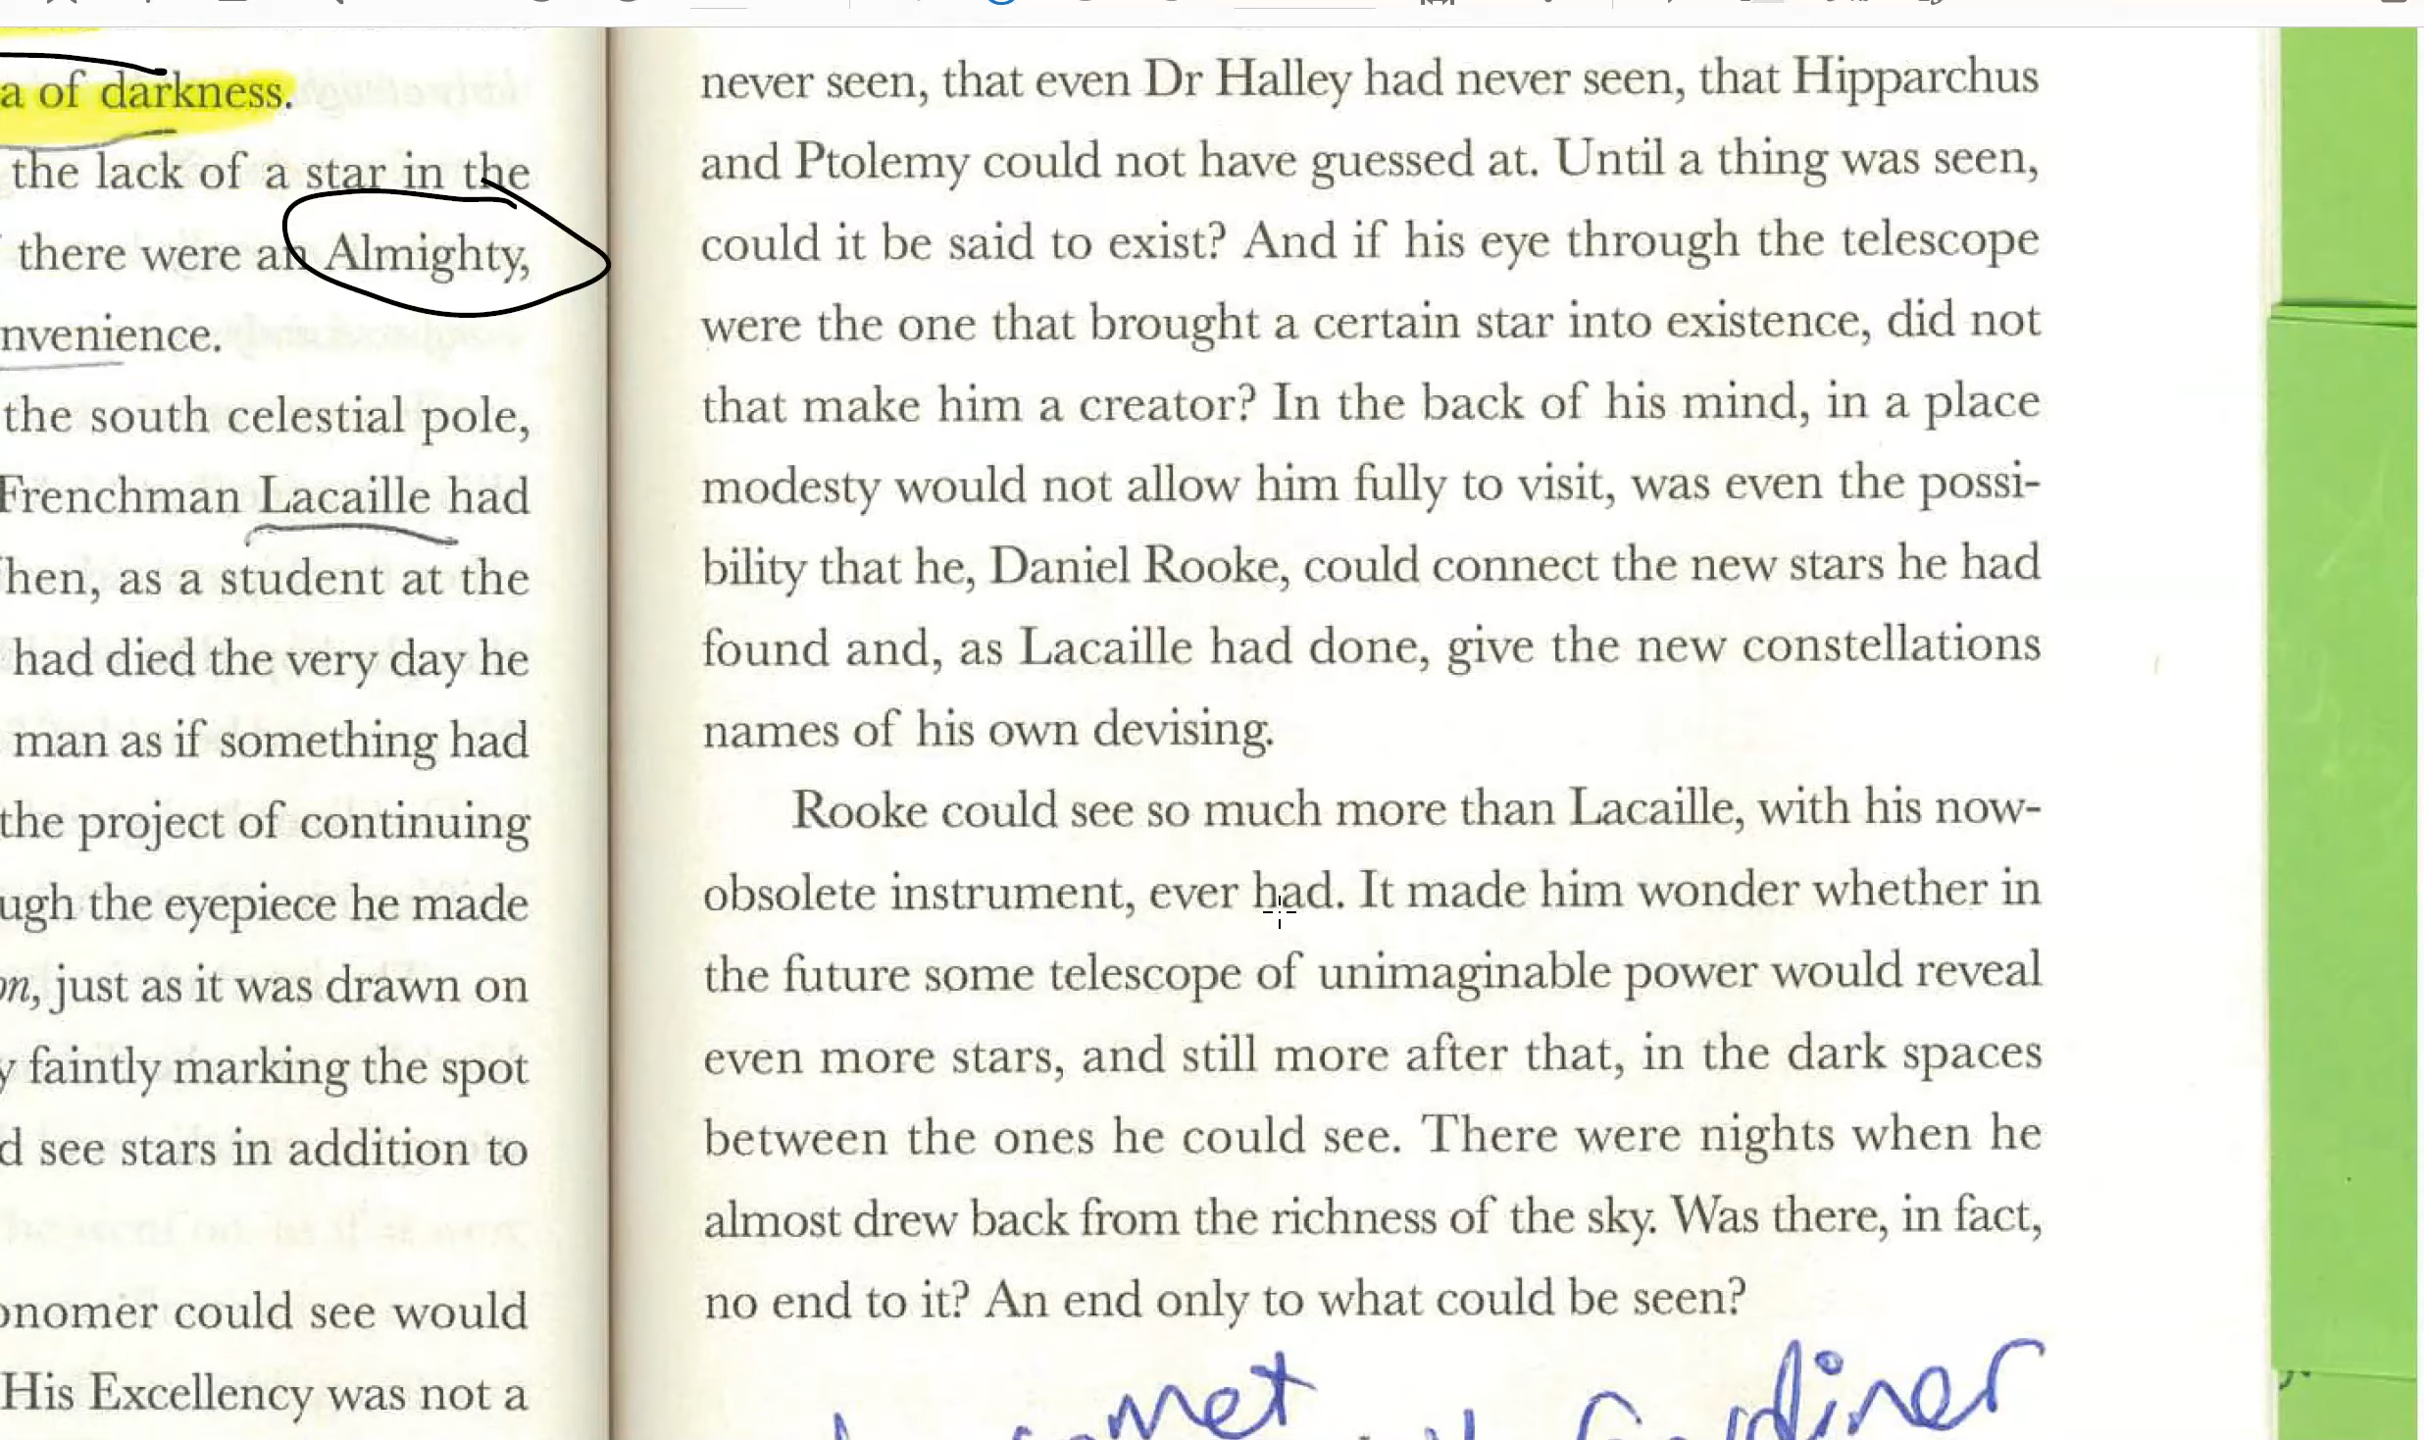 a of darkness.
the lack of a star in the
there were an Almighty,
nvenience.
the south celestial pole,
Frenchman Lacaille had
hen, as a student at the
had died the very day he
man as if something had
the project of continuing
ugh the eyepiece he made
on, just as it was drawn on
y faintly marking the spot
d see stars in addition to
onomer could see would
His Excellency was not a
never seen, that even Dr Halley had never seen, that Hipparchus
and Ptolemy could not have guessed at. Until a thing was seen,
could it be said to exist? And if his eye through the telescope
were the one that brought a certain star into existence, did not
that make him a creator? In the back of his mind, in a place
modesty would not allow him fully to visit, was even the possi-
bility that he, Daniel Rooke, could connect the new stars he had
found and, as Lacaille had done, give the new constellations
names of his own devising.
Rooke could see so much more than Lacaille, with his now-
obsolete instrument, ever had. It made him wonder whether in
the future some telescope of unimaginable power would reveal
even more stars, and still more after that, in the dark spaces
between the ones he could see. There were nights when he
almost drew back from the richness of the sky. Was there, in fact,
no end to it? An end only to what could be seen?
Gardiner